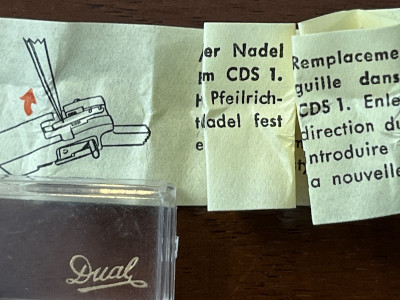 er Nadel
m CDS 1.
Pfeilrich-
Nadel fest
e
Remplaceme
guille dans
CDS 1. Enle
direction du
ntroduire
a nouvelle
Dual